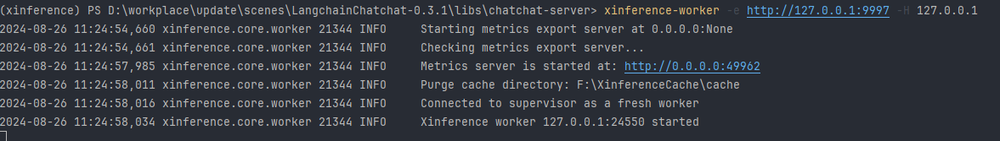 (xinference) PS D:\workplace\update\scenes\LangchainChatchat-0.3.1\libs\chatchat-server> xinference-worker -e http://127.0.0.1:9997 -H 127.0.0.1
2024-08-26 11:24:54,660 xinference.core.worker 21344 INFO     Starting metrics export server at 0.0.0.0:None
2024-08-26 11:24:54,661 xinference.core.worker 21344 INFO     Checking metrics export server...
2024-08-26 11:24:57,985 xinference.core.worker 21344 INFO     Metrics server is started at: http://0.0.0.0:49962
2024-08-26 11:24:58,011 xinference.core.worker 21344 INFO     Purge cache directory: F:\XinferenceCache\cache
2024-08-26 11:24:58,016 xinference.core.worker 21344 INFO     Connected to supervisor as a fresh worker
2024-08-26 11:24:58,034 xinference.core.worker 21344 INFO     Xinference worker 127.0.0.1:24550 started